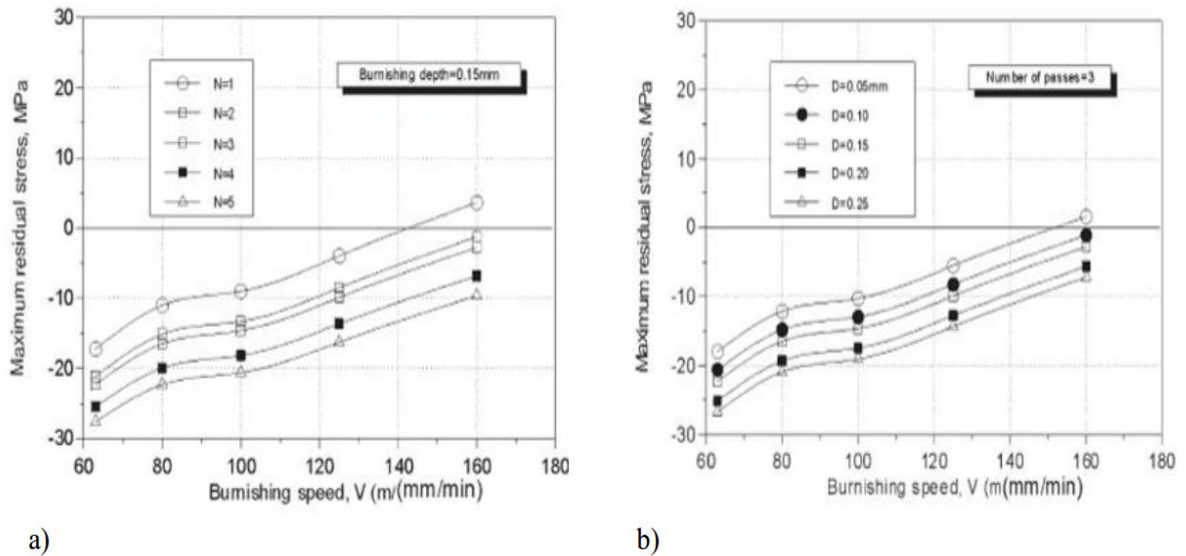 Maximum residual stress, MPa
30
20
10
0
-10
-20
-30
60 80 100 120 140 160 180
Burnishing speed, V (m/(mm/min)
Burnishing depth=0.15mm
N=1
N=2
N=3
N=4
N=5
a)
Maximum residual stress, MPa
30
20
10
0
-10
-20
-30
60 80 100 120 140 160 180
Burnishing speed, V (m(mm/min)
Number of passes=3
D=0.05mm
D=0.10
D=0.15
D=0.20
D=0.25
b)